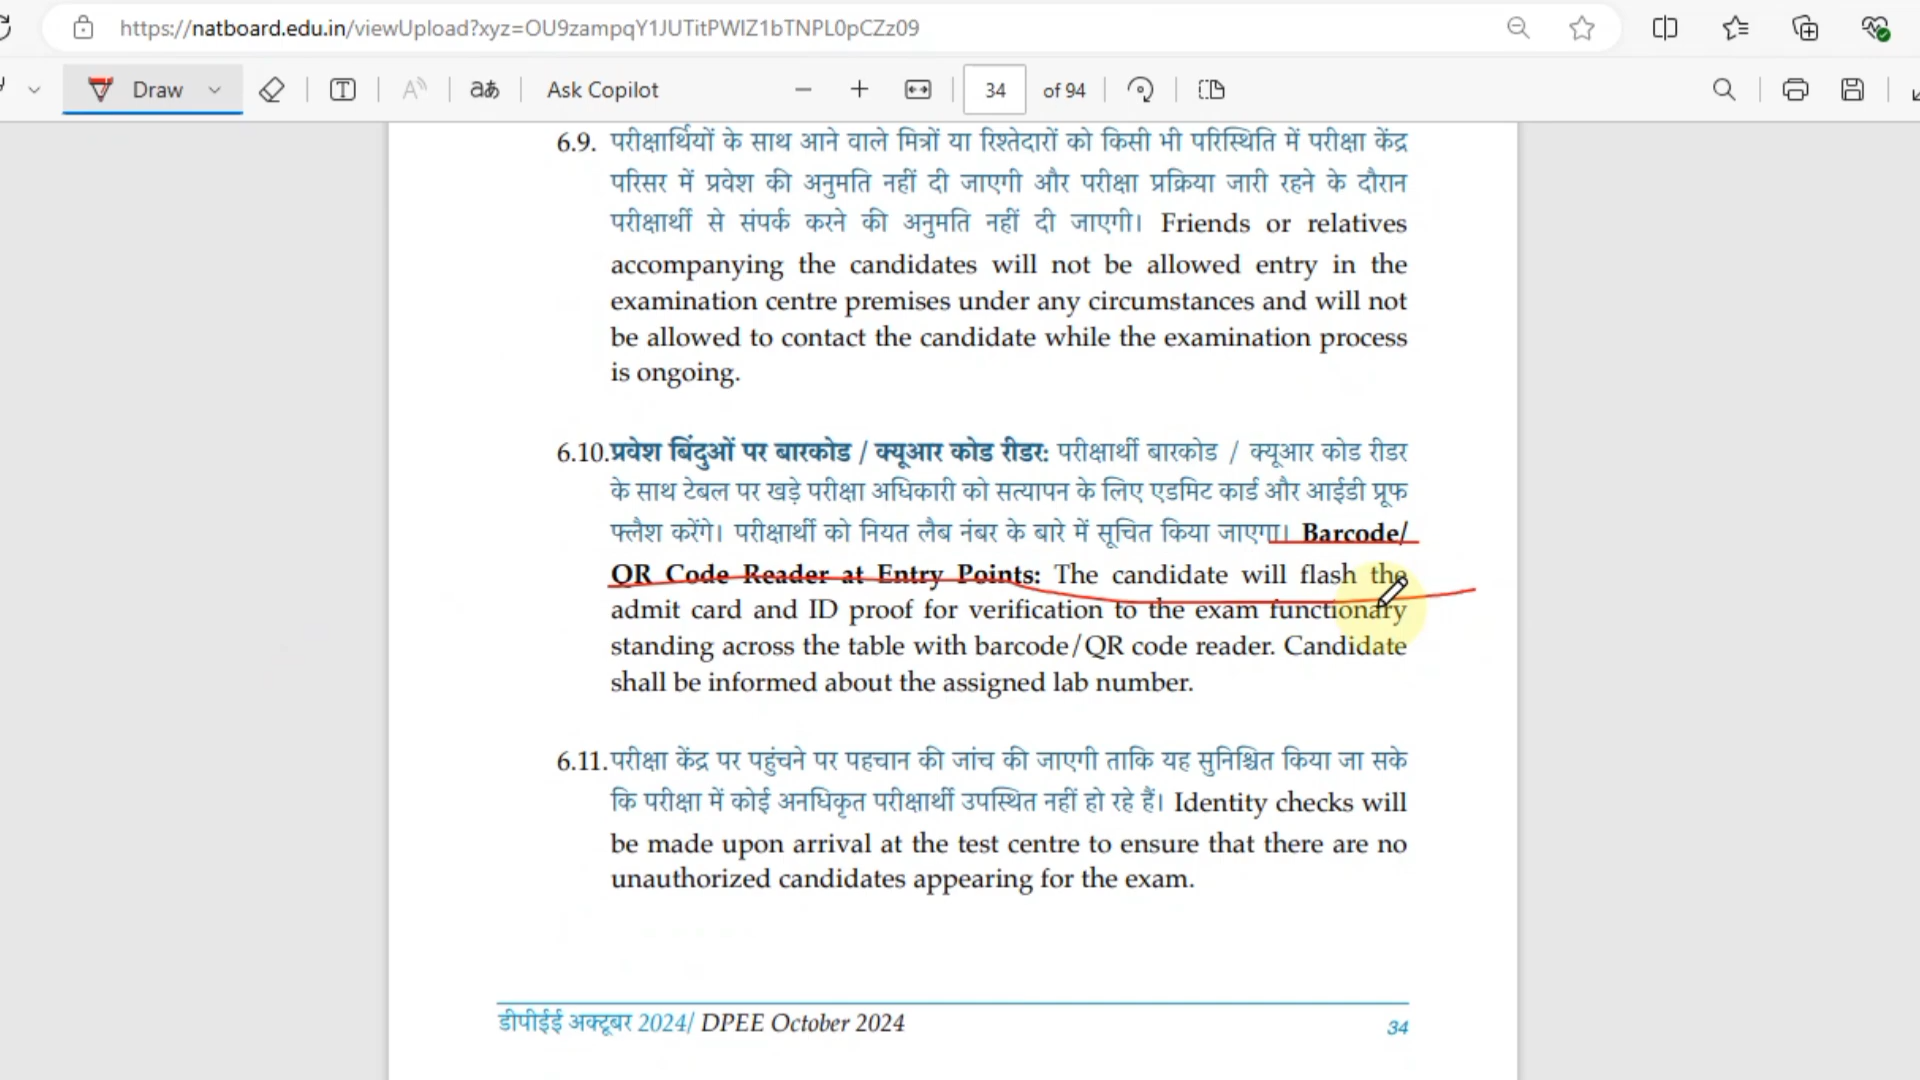 https://natboard.edu.in/viewUpload?xyz=OU9zampqY1JUTitPWlZ1bTNPL0pCZz09
Draw
Ask Copilot
34 of 94
6.9. परीक्षार्थियों के साथ आने वाले मित्रों या रिश्तेदारों को किसी भी परिस्थिति में परीक्षा केंद्र
परिसर में प्रवेश की अनुमति नहीं दी जाएगी और परीक्षा प्रक्रिया जारी रहने के दौरान
परीक्षार्थी से संपर्क करने की अनुमति नहीं दी जाएगी। Friends or relatives
accompanying the candidates will not be allowed entry in the
examination centre premises under any circumstances and will not
be allowed to contact the candidate while the examination process
is ongoing.
6.10. प्रवेश बिंदुओं पर बारकोड / क्यूआर कोड रीडर: परीक्षार्थी बारकोड / क्यूआर कोड रीडर
के साथ टेबल पर खड़े परीक्षा अधिकारी को सत्यापन के लिए एडमिट कार्ड और आईडी प्रूफ
फ्लैश करेंगे। परीक्षार्थी को नियत लैब नंबर के बारे में सूचित किया जाएगा। Barcode/
QR Code Reader at Entry Points: The candidate will flash the
admit card and ID proof for verification to the exam functionary
standing across the table with barcode/QR code reader. Candidate
shall be informed about the assigned lab number.
6.11. परीक्षा केंद्र पर पहुंचने पर पहचान की जांच की जाएगी ताकि यह सुनिश्चित किया जा सके
कि परीक्षा में कोई अनधिकृत परीक्षार्थी उपस्थित नहीं हो रहे हैं। Identity checks will
be made upon arrival at the test centre to ensure that there are no
unauthorized candidates appearing for the exam.
डीपीईई अक्टूबर 2024/ DPEE October 2024
34